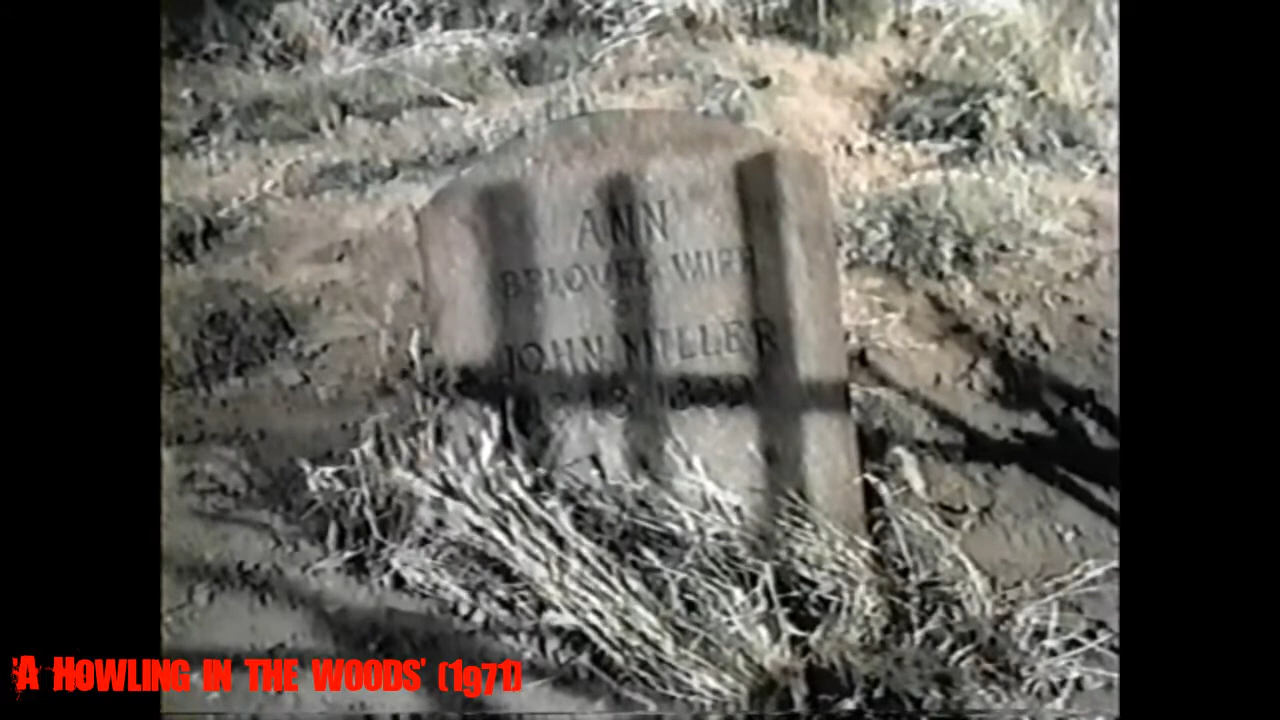 ANN
BELOVED WIFE
JOHN MILLER
'A HOWLING IN THE WOODS' (1971)